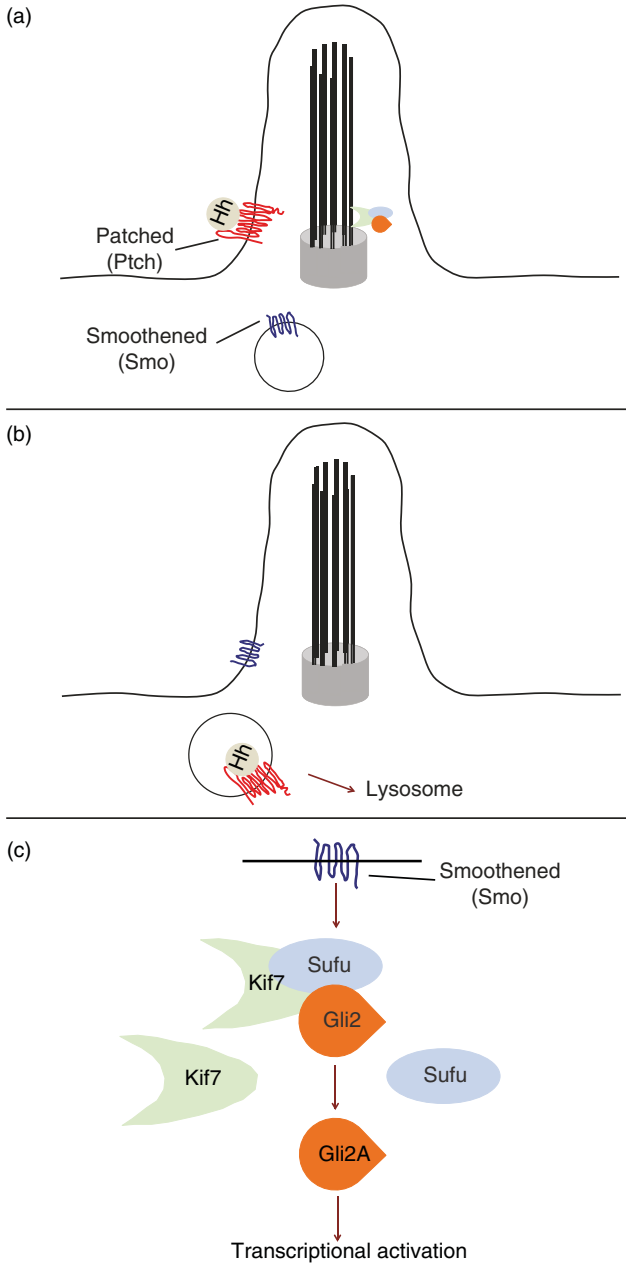 (a)
Hh
Patched
(Ptch)
Smoothened
(Smo)
(b)
Hh
Lysosome
(c)
Smoothened
(Smo)
Sufu
Kif7
Gli2
Kif7
Sufu
Gli2A
Transcriptional activation